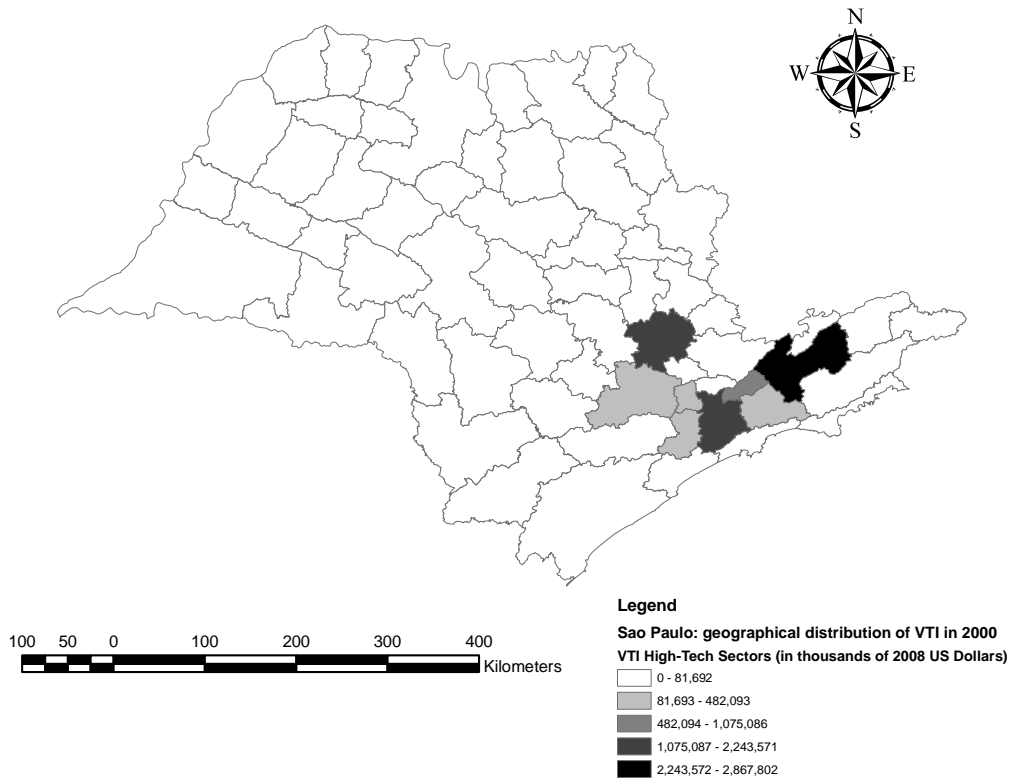 N
W E
S
100 50 0 100 200 300 400
Kilometers
Legend
Sao Paulo: geographical distribution of VTI in 2000
VTI High-Tech Sectors (in thousands of 2008 US Dollars)
0 - 81,692
81,693 - 482,093
482,094 - 1,075,086
1,075,087 - 2,243,571
2,243,572 - 2,867,802